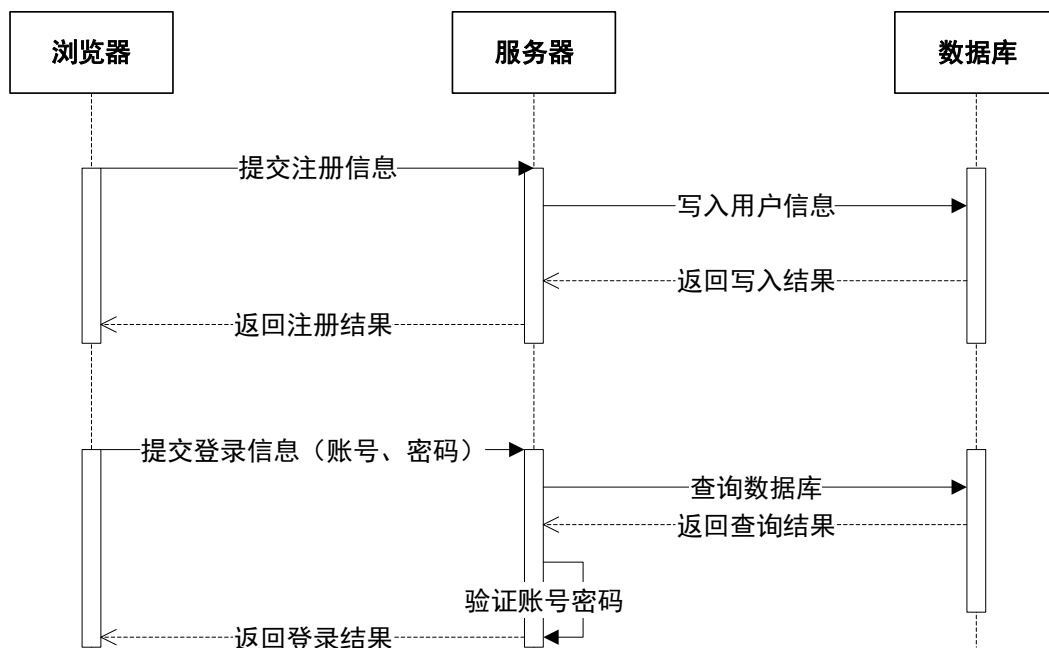 浏览器
服务器
数据库
提交注册信息
写入用户信息
返回写入结果
返回注册结果
提交登录信息（账号、密码）
查询数据库
返回查询结果
验证账号密码
返回登录结果